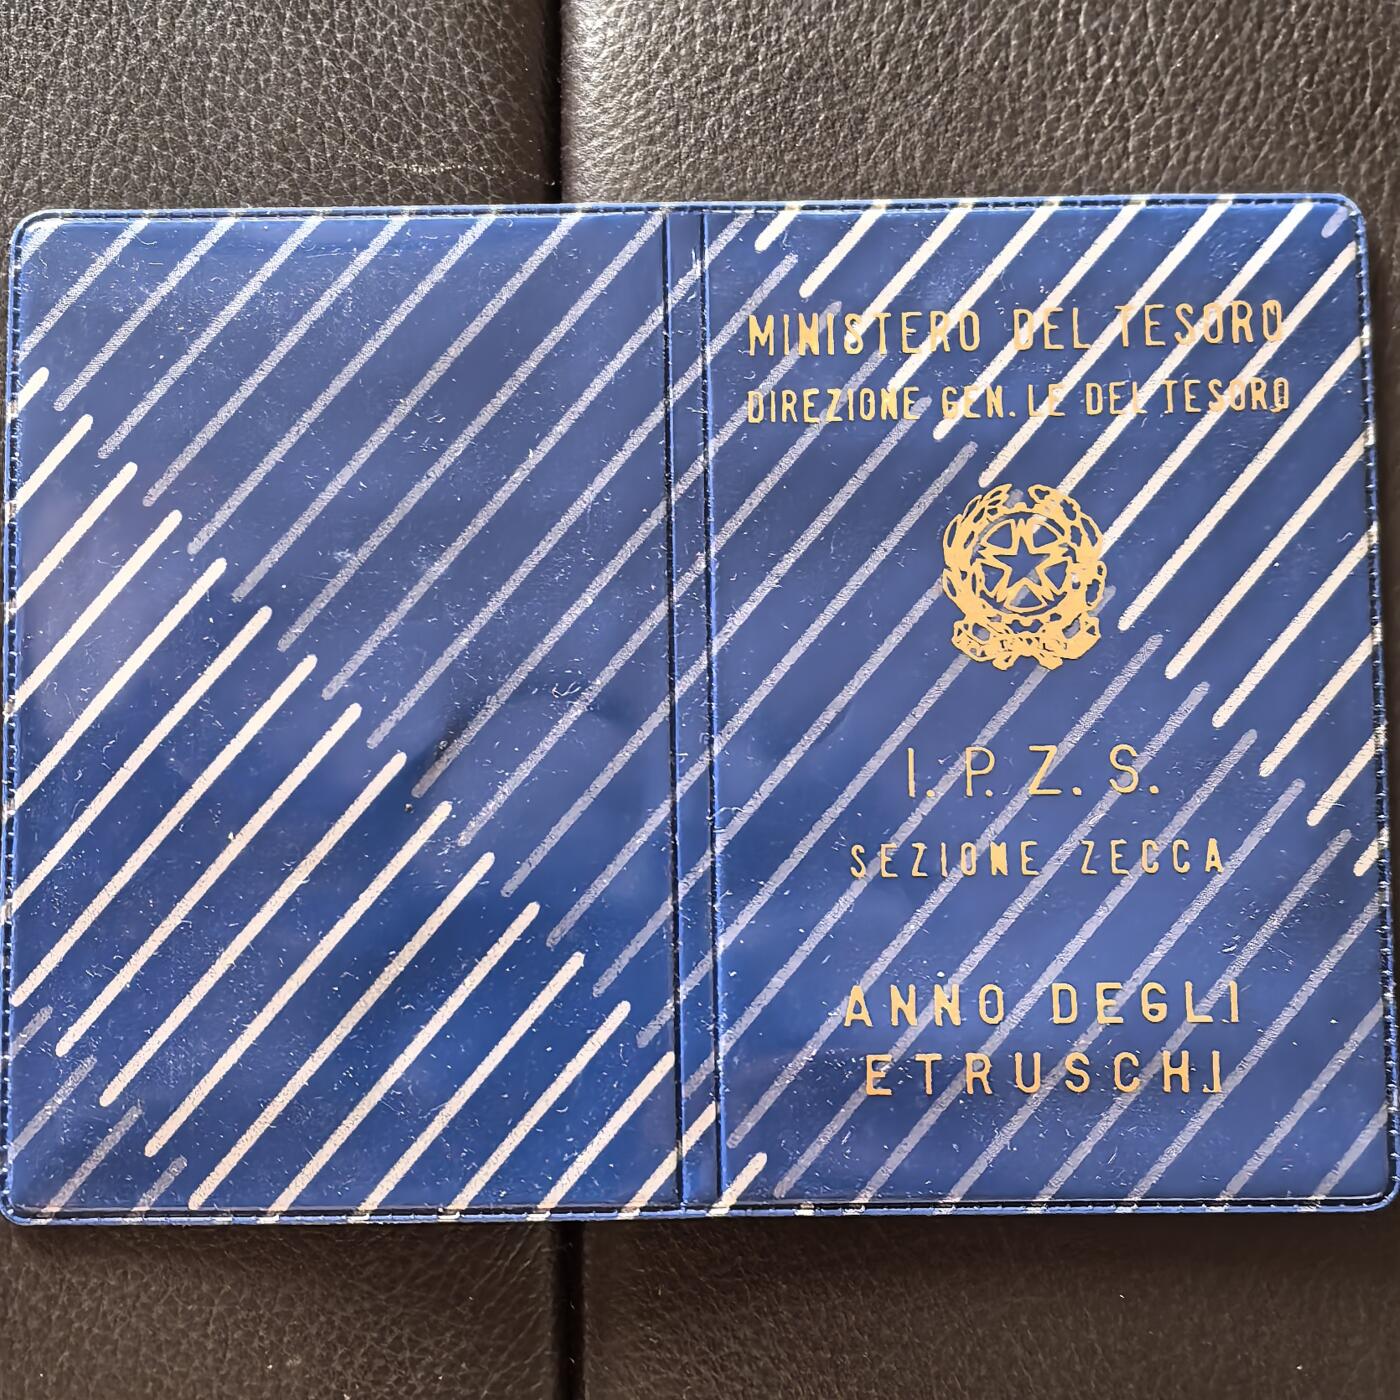 MINISTERO DEL TESORO
DIREZIONE GEN.LE DEL TESORO
I. P. Z. S.
SEZIONE ZECCA
ANNO DEGLI
ETRUSCHI